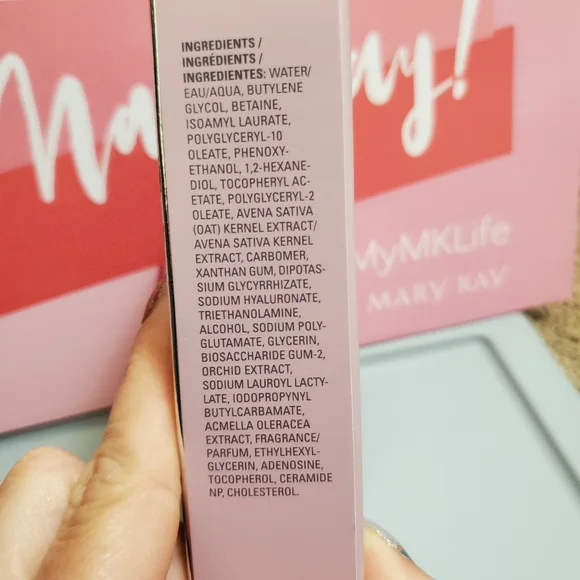 INGREDIENTS /
INGRÉDIENTS /
INGREDIENTES: WATER/
EAU/AQUA, BUTYLENE
GLYCOL, BETAINE,
ISOAMYL LAURATE,
POLYGLYCERYL-10
OLEATE, PHENOXY-
ETHANOL, 1,2-HEXANE-
DIOL, TOCOPHERYL AC-
ETATE, POLYGLYCERYL-2
OLEATE, AVENA SATIVA
(OAT) KERNEL EXTRACT/
AVENA SATIVA KERNEL
EXTRACT, CARBOMER,
XANTHAN GUM, DIPOTAS-
SIUM GLYCYRRHIZATE,
SODIUM HYALURONATE,
TRIETHANOLAMINE,
ALCOHOL, SODIUM POLY-
GLUTAMATE, GLYCERIN,
BIOSACCHARIDE GUM-2,
ORCHID EXTRACT,
SODIUM LAUROYL LACTY-
LATE, IODOPROPYNYL
BUTYLCARBAMATE,
ACMELLA OLERACEA
EXTRACT, FRAGRANCE/
PARFUM, ETHYLHEXYL-
GLYCERIN, ADENOSINE,
TOCOPHEROL, CERAMIDE
NP, CHOLESTEROL.
Ma
ay!
MyMKLife
MARY KAY